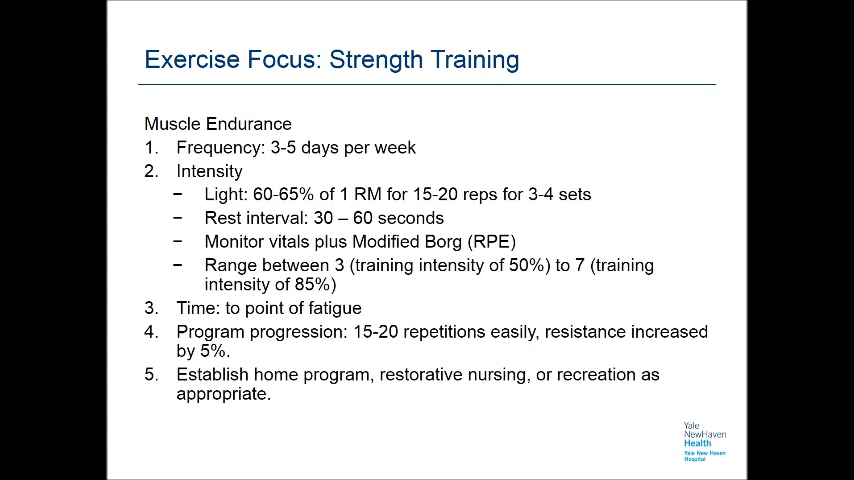 Exercise Focus: Strength Training
Muscle Endurance
1. Frequency: 3-5 days per week
2. Intensity
− Light: 60-65% of 1 RM for 15-20 reps for 3-4 sets
− Rest interval: 30 – 60 seconds
− Monitor vitals plus Modified Borg (RPE)
− Range between 3 (training intensity of 50%) to 7 (training
intensity of 85%)
3. Time: to point of fatigue
4. Program progression: 15-20 repetitions easily, resistance increased
by 5%.
5. Establish home program, restorative nursing, or recreation as
appropriate.
Yale
NewHaven
Health
Yale New Haven
Hospital